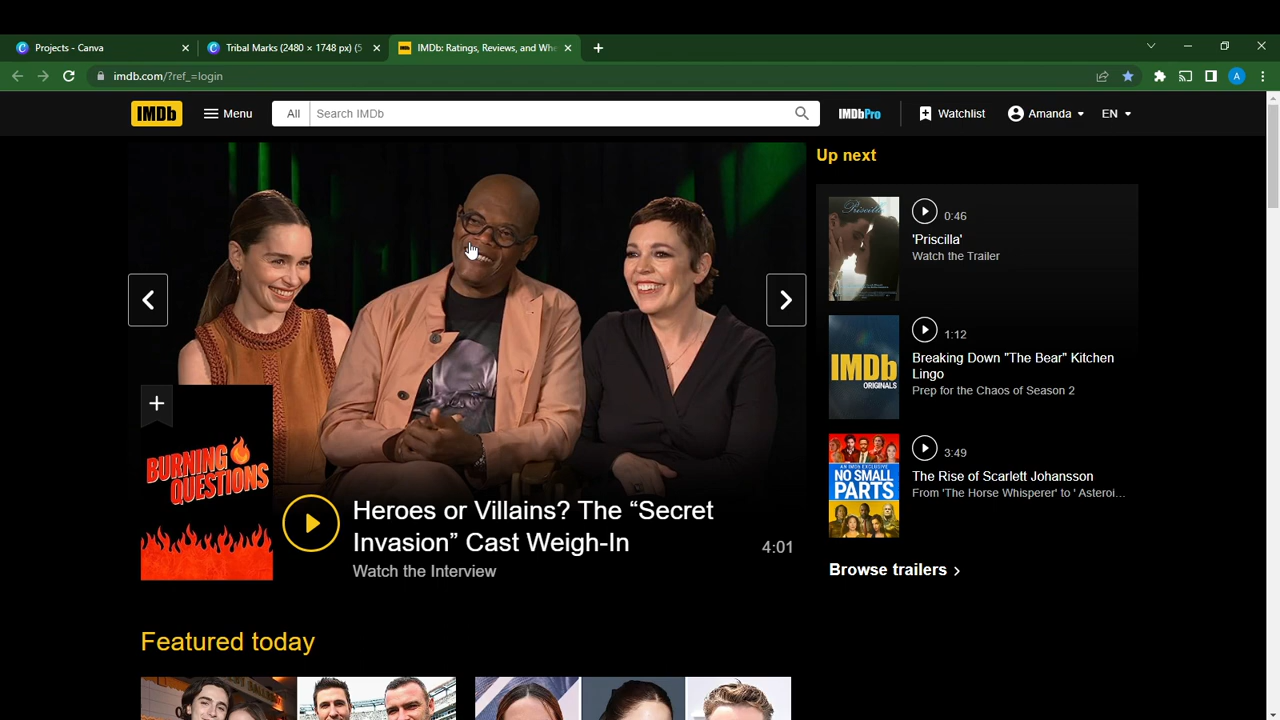 Projects - Canva
Tribal Marks (2480 × 1748 px) (5
IMDb: Ratings, Reviews, and Whe
imdb.com/?ref_=login
A
IMDb
Menu
All
Search IMDb
IMDbPro
Watchlist
Amanda
EN
Up next
Priscilla
0:46
'Priscilla'
Watch the Trailer
IMDb
ORIGINALS
1:12
Breaking Down "The Bear" Kitchen
Lingo
Prep for the Chaos of Season 2
AN IMDB EXCLUSIVE
NO SMALL
PARTS
3:49
The Rise of Scarlett Johansson
From 'The Horse Whisperer' to ' Asteroi...
Browse trailers
BURNING
QUESTIONS
Heroes or Villains? The “Secret
Invasion” Cast Weigh-In
4:01
Watch the Interview
Featured today